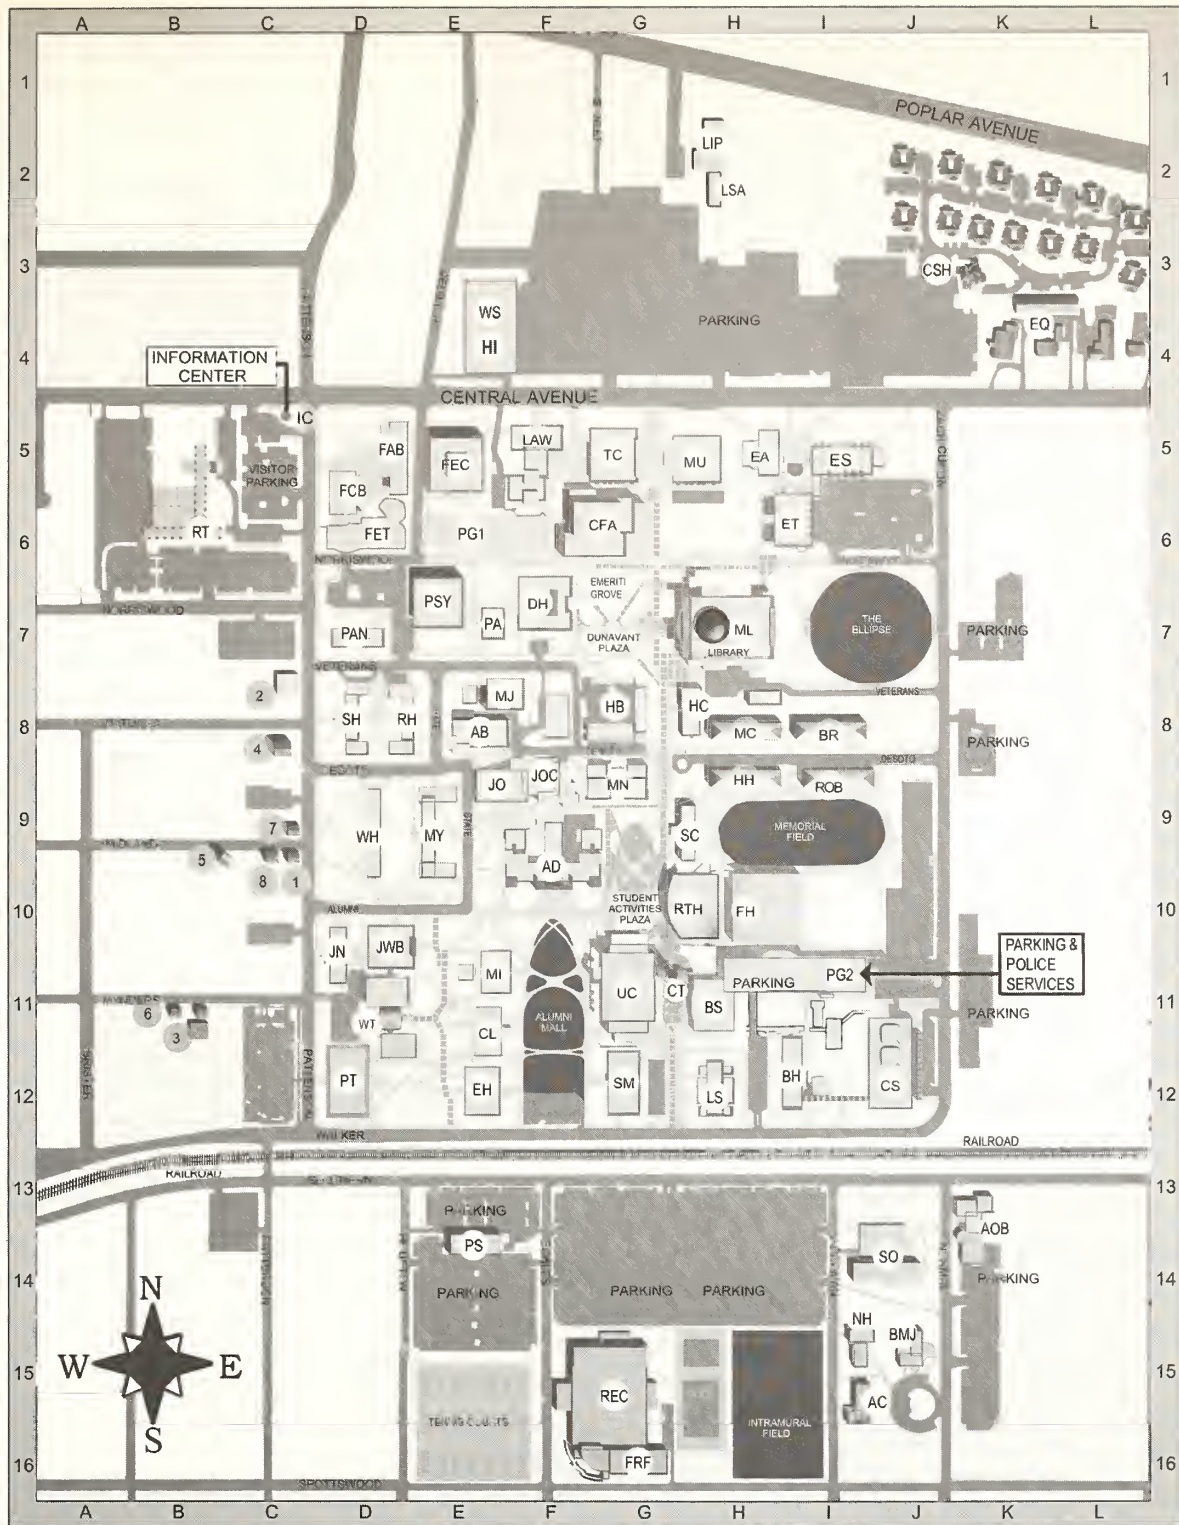 A B C D E F G H I J K L
1 1
POPLAR AVENUE
LIP
2 2
LSA
3 3
CSH
WS
PARKING
EQ
HI
4 4
INFORMATION
CENTER
CENTRAL AVENUE
IC
LAW
5 5
FAB
FEC
TC
MU
EA
ES
VISITOR
PARKING
FCB
RT
FET
PG1
CFA
ET
6 6
NORRISWOOD
EMERITI
GROVE
PSY
DH
NORRISWOOD
PA
ML
THE
ELLIPSE
7 7
PAN
DUNAVANT
PLAZA
LIBRARY
PARKING
VETERANS
2
MJ
HC
VETERANS
SH
RH
HB
8 8
AB
MC
BR
4
PARKING
DESOTO
JO
JOC
MN
HH
ROB
9 9
7
WH
MY
STATE
SC
MEMORIAL
FIELD
MIDLAND
5
AD
8
1
STUDENT
ACTIVITIES
PLAZA
RTH
FH
10 10
ALUMNI
JN
JWB
MI
PARKING &
POLICE
SERVICES
PARKING
PG2
UC
CT
BS
11 11
MYNDERS
6
3
WT
CL
ALUMNI
MALL
PARKING
PT
EH
SM
LS
BH
CS
12 12
PATTERSON
WALKER
RAILROAD
RAILROAD
13 13
PARKING
PS
AOB
SO
14 14
PARKING
PARKING
PARKING
PARKING
N
W E
S
NH
BMJ
15 15
REC
AC
TENNIS COURTS
INTRAMURAL
FIELD
FRF
16 16
SPOTTSWOOD
A B C D E F G H I J K L